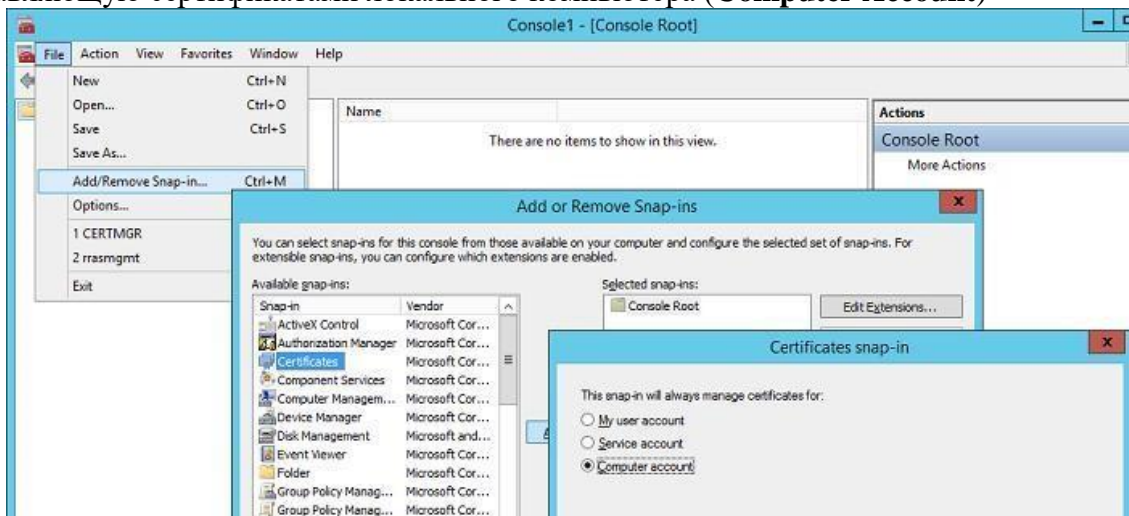 сертификатами локального компьютера (Computer Account)
Console1 - [Console Root]
File Action View Favorites Window Help
New Ctrl+N
Open... Ctrl+O
Save Ctrl+S
Save As...
Add/Remove Snap-in... Ctrl+M
Options...
1 CERTMGR
2 rrasmgmt
Exit
Name
There are no items to show in this view.
Actions
Console Root
More Actions
Add or Remove Snap-ins
You can select snap-ins for this console from those available on your computer and configure the selected set of snap-ins. For
extensible snap-ins, you can configure which extensions are enabled.
Available snap-ins:
Snap-in Vendor
ActiveX Control Microsoft Cor...
Authorization Manager Microsoft Cor...
Certificates Microsoft Cor...
Component Services Microsoft Cor...
Computer Managem... Microsoft Cor...
Device Manager Microsoft Cor...
Disk Management Microsoft and...
Event Viewer Microsoft Cor...
Folder Microsoft Cor...
Group Policy Manag... Microsoft Cor...
Group Policy Manag... Microsoft Cor...
Selected snap-ins:
Console Root
Edit Extensions...
Certificates snap-in
This snap-in will always manage certificates for:
My user account
Service account
Computer account